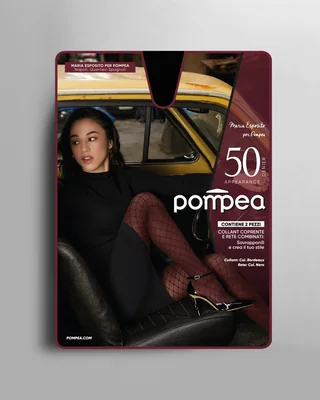 MARIA ESPOSITO PER POMPEA
Napoli, Quartieri Spagnoli
Maria Esposito
per Pompea
50
DENIER
APPEARANCE
pompea
CONTIENE 2 PEZZI
COLLANT COPRENTE
E RETE COMBINATI:
Sovrapponili
e crea il tuo stile
Collant: Col. Bordeaux
Rete: Col. Nero
POMPEA.COM